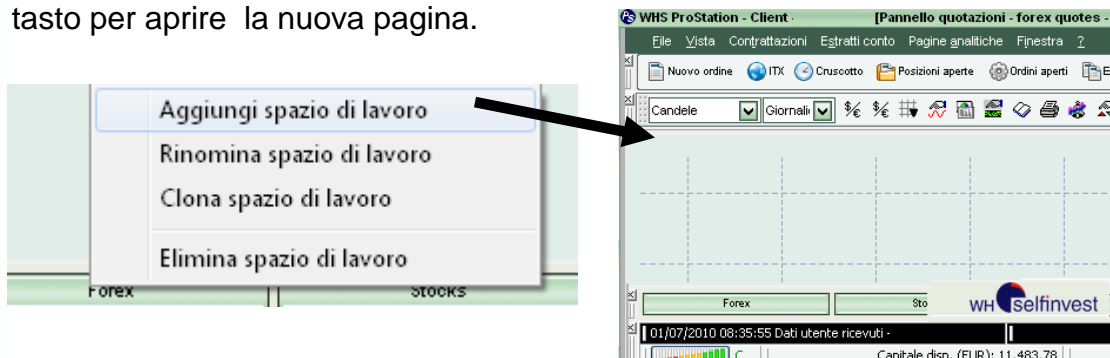 tasto per aprire la nuova pagina.
Aggiungi spazio di lavoro
Rinomina spazio di lavoro
Clona spazio di lavoro
Elimina spazio di lavoro
Forex
Stocks
WHS ProStation - Client - [Pannello quotazioni - forex quotes -
File Vista Contrattazioni Estratti conto Pagine analitiche Finestra ?
Nuovo ordine ITX Cruscotto Posizioni aperte Ordini aperti E
Candele Giornali
Forex Sto
WH selfinvest
01/07/2010 08:35:55 Dati utente ricevuti -
Capitale disp. (EUR): 11.483,78